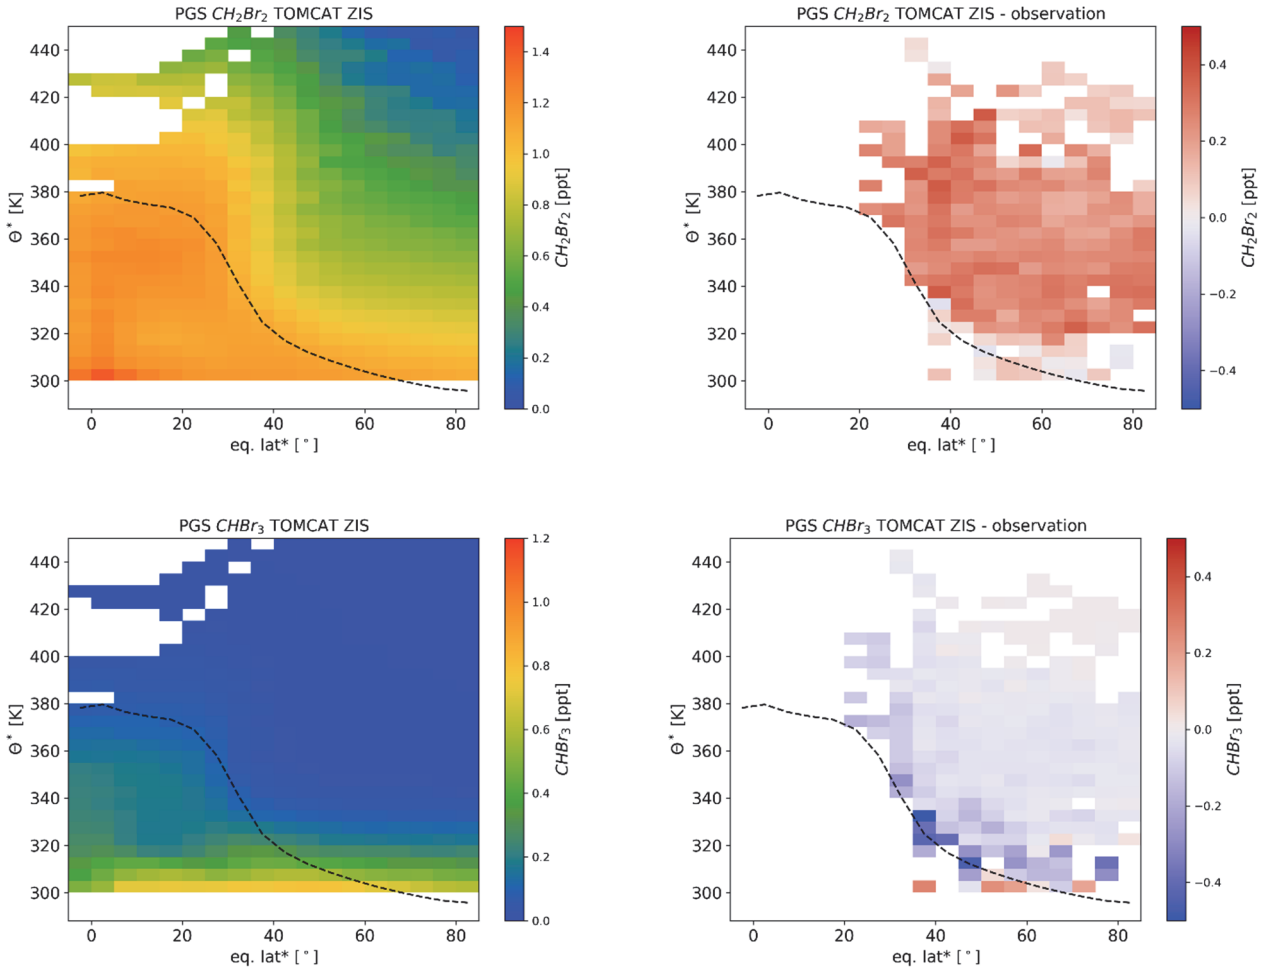 PGS CH₂Br₂ TOMCAT ZIS
440
420
400
380
360
340
320
300
Θ* [K]
0 20 40 60 80
eq. lat* [°]
1.4
1.2
1.0
0.8
0.6
0.4
0.2
0.0
CH₂Br₂ [ppt]
PGS CH₂Br₂ TOMCAT ZIS - observation
440
420
400
380
360
340
320
300
Θ* [K]
0 20 40 60 80
eq. lat* [°]
0.4
0.2
0.0
−0.2
−0.4
CH₂Br₂ [ppt]
PGS CHBr₃ TOMCAT ZIS
440
420
400
380
360
340
320
300
Θ* [K]
0 20 40 60 80
eq. lat* [°]
1.2
1.0
0.8
0.6
0.4
0.2
0.0
CHBr₃ [ppt]
PGS CHBr₃ TOMCAT ZIS - observation
440
420
400
380
360
340
320
300
Θ* [K]
0 20 40 60 80
eq. lat* [°]
0.4
0.2
0.0
−0.2
−0.4
CHBr₃ [ppt]